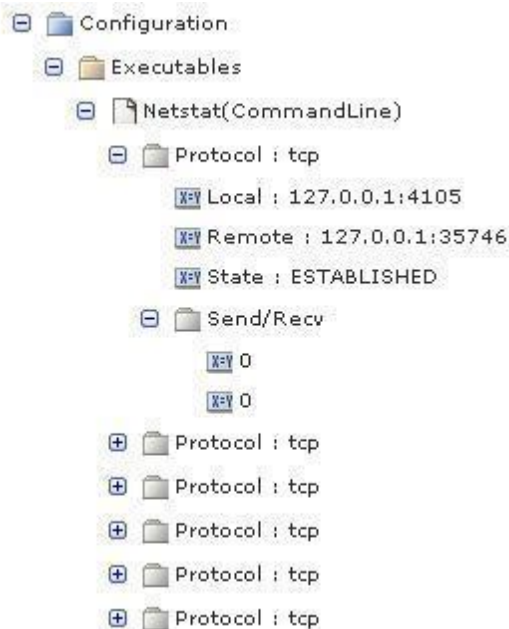 Configuration
Executables
Netstat(CommandLine)
Protocol : tcp
X=Y Local : 127.0.0.1:4105
X=Y Remote : 127.0.0.1:35746
X=Y State : ESTABLISHED
Send/Recv
X=Y 0
X=Y 0
Protocol : tcp
Protocol : tcp
Protocol : tcp
Protocol : tcp
Protocol : tcp